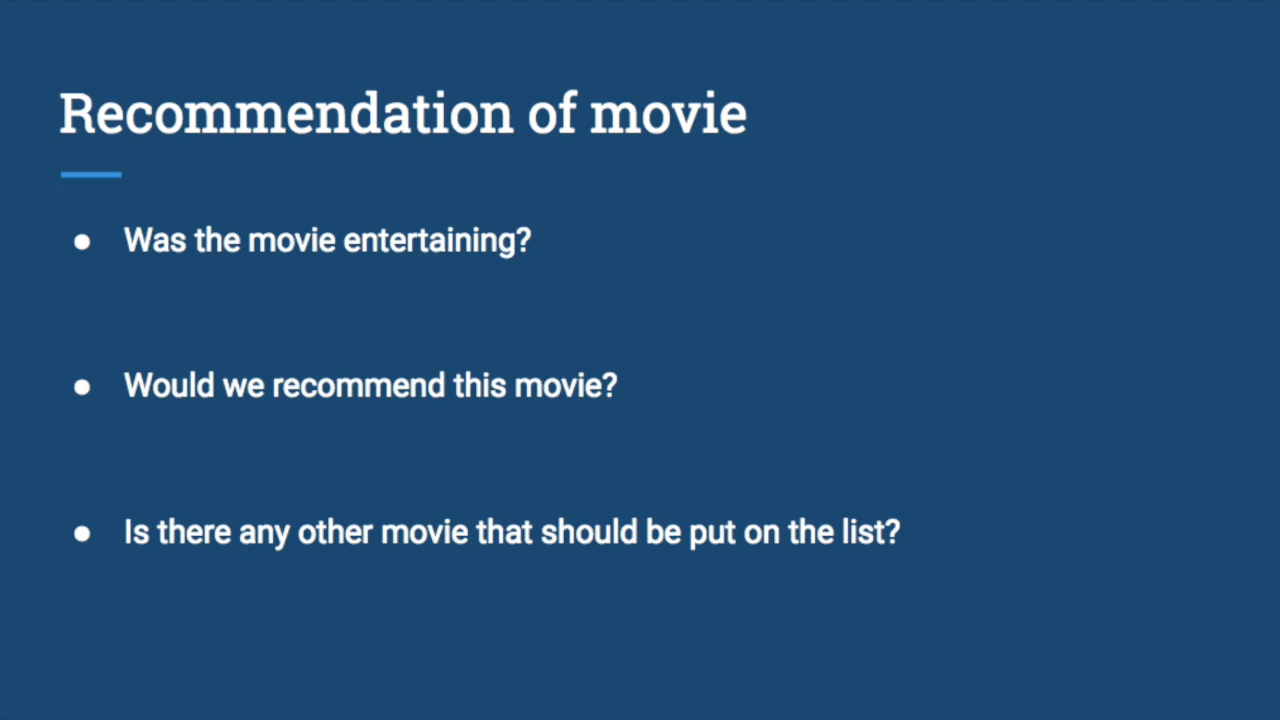 Recommendation of movie
● Was the movie entertaining?
● Would we recommend this movie?
● Is there any other movie that should be put on the list?